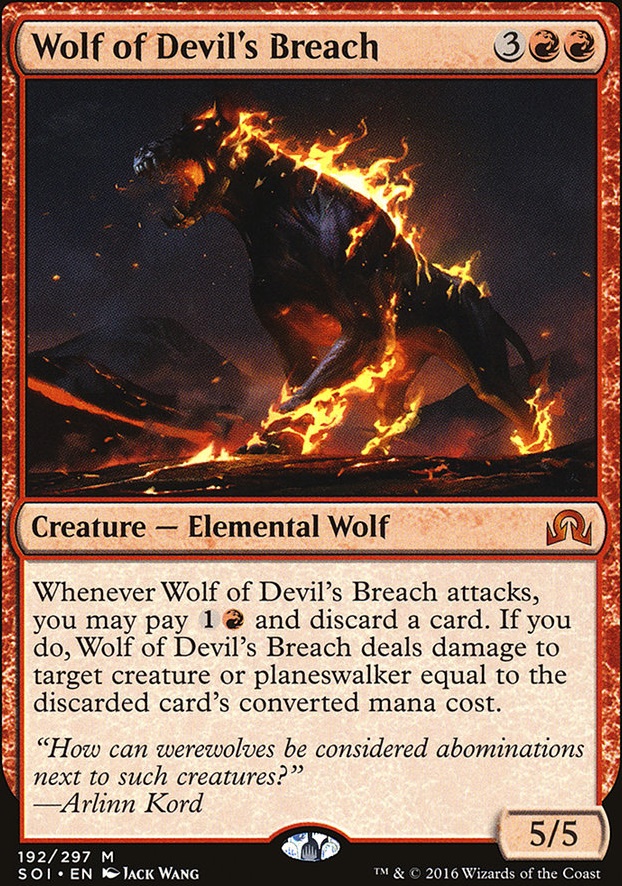 Wolf of Devil's Breach 3
Creature — Elemental Wolf
Whenever Wolf of Devil's Breach attacks,
you may pay 1 and discard a card. If you
do, Wolf of Devil's Breach deals damage to
target creature or planeswalker equal to the
discarded card's converted mana cost.
“How can werewolves be considered abominations
next to such creatures?”
—Arlinn Kord
5/5
192/297 M
SOI • EN Jack Wang
™ & © 2016 Wizards of the Coast